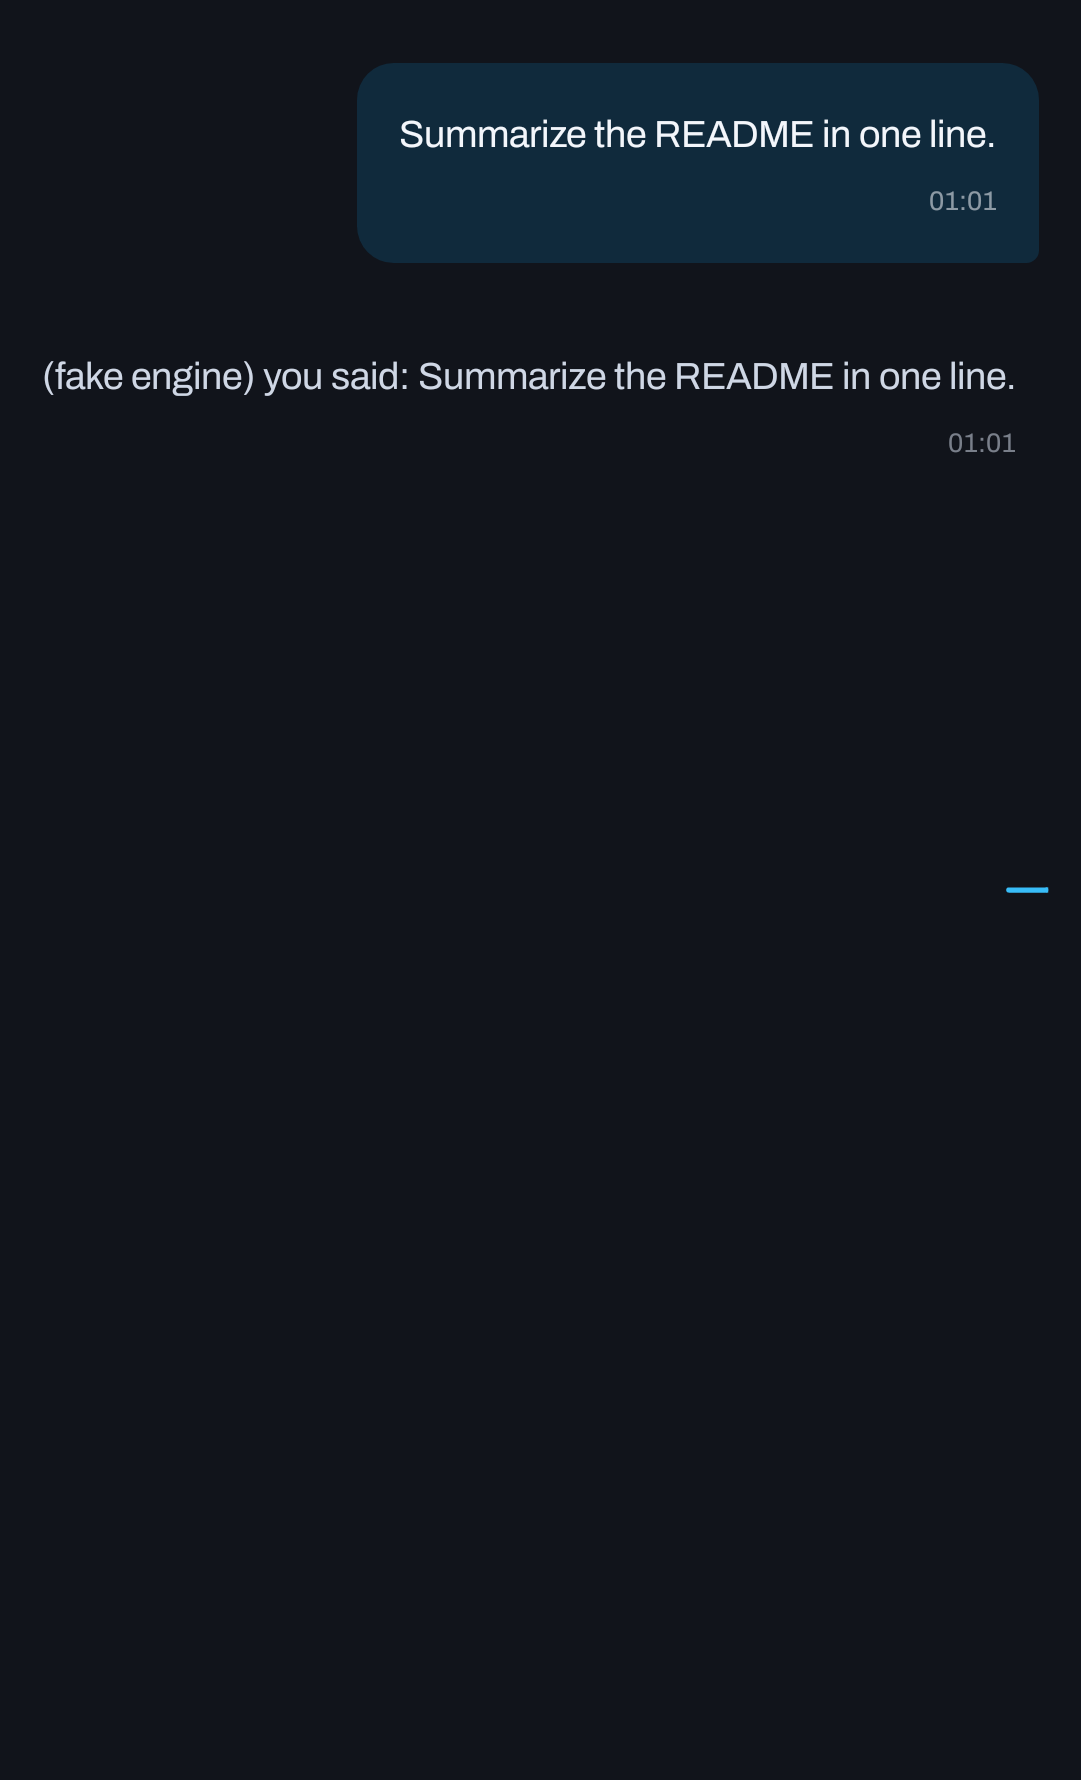 Summarize the README in one line.
01:01
(fake engine) you said: Summarize the README in one line.
01:01